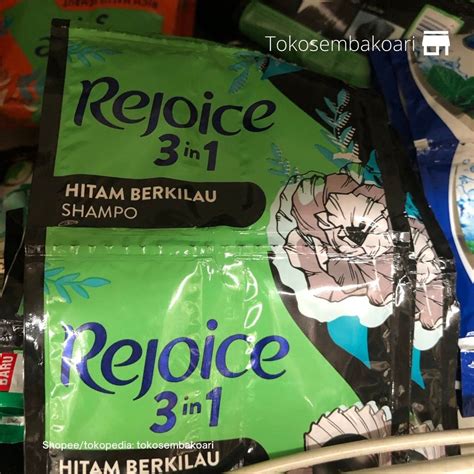 Tokosembakoari
Rejoice
3 in 1
HITAM BERKILAU
SHAMPO
Rejoice
3 in 1
BARU
Shopee/tokopedia: tokosembakoari
HITAM BERKILAU